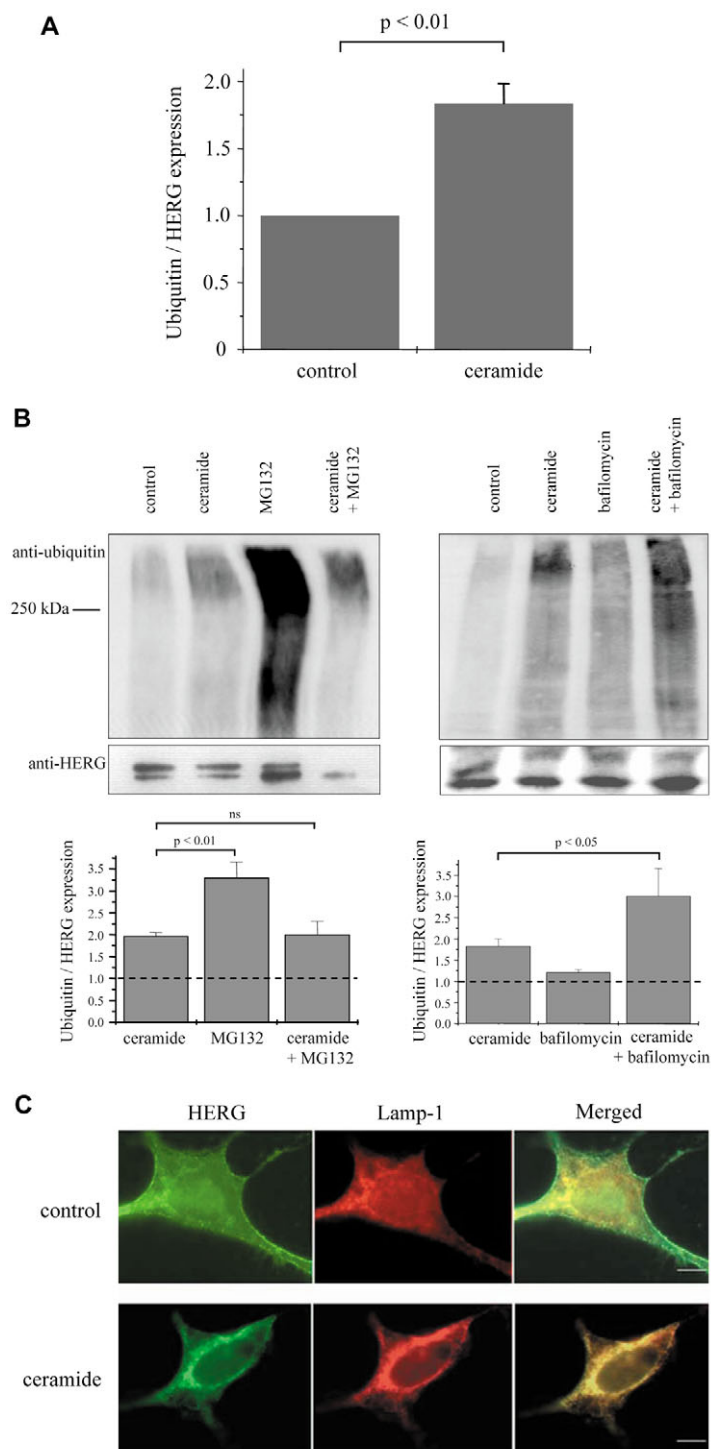 A
p < 0.01
Ubiquitin / HERG expression
2.0
1.5
1.0
0.5
0
control
ceramide
B
control
ceramide
MG132
ceramide
+ MG132
control
ceramide
bafilomycin
ceramide
+ bafilomycin
anti-ubiquitin
250 kDa
anti-HERG
ns
p < 0.01
Ubiquitin / HERG expression
3.5
3.0
2.5
2.0
1.5
1.0
0.5
0.0
ceramide
MG132
ceramide
+ MG132
p < 0.05
Ubiquitin / HERG expression
3.5
3.0
2.5
2.0
1.5
1.0
0.5
0.0
ceramide
bafilomycin
ceramide
+ bafilomycin
C
HERG
Lamp-1
Merged
control
ceramide